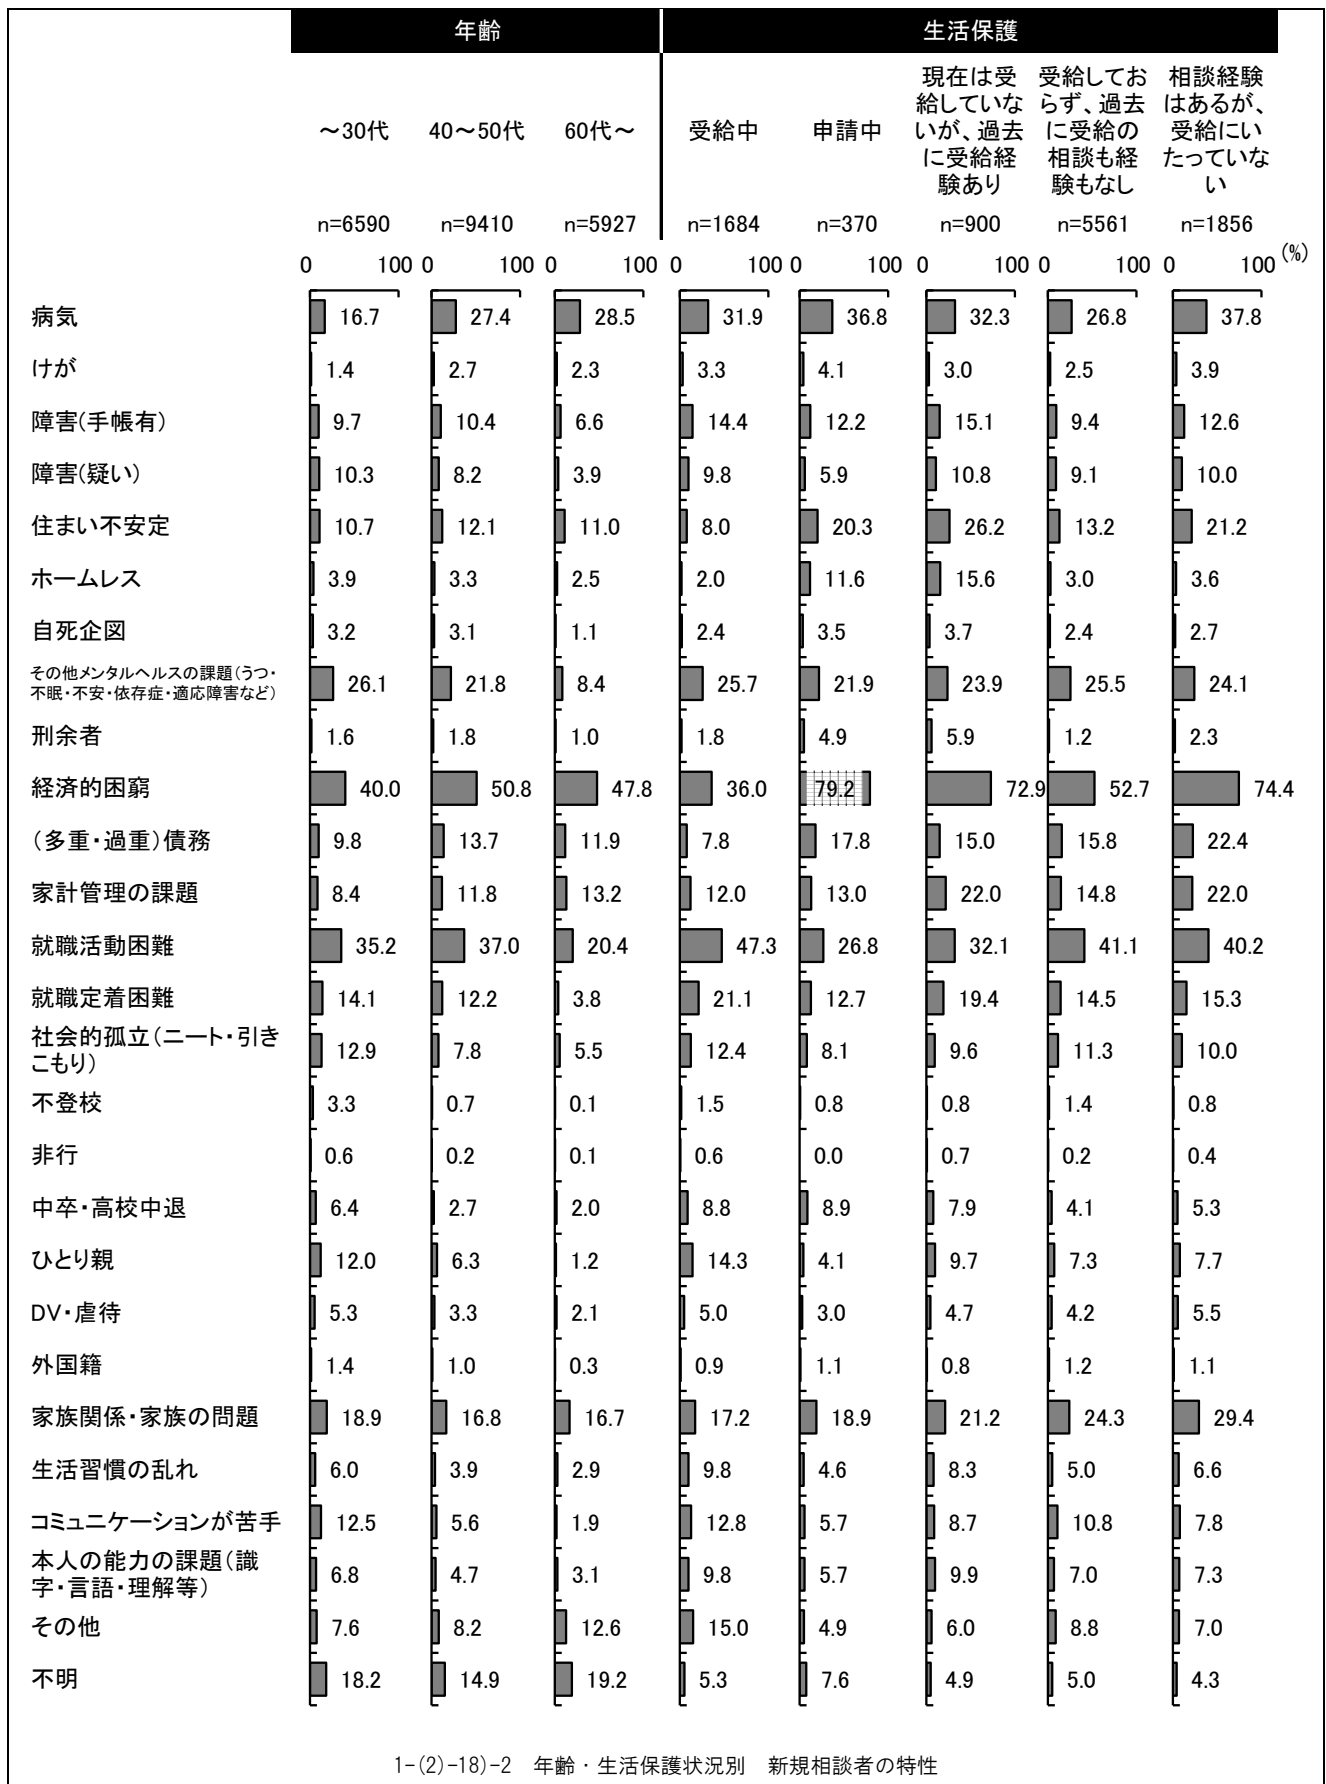 年齢 生活保護
～30代 40～50代 60代～ 受給中 申請中 現在は受給していないが、過去に受給経験あり 受給しておらず、過去に受給の相談も経験もなし 相談経験はあるが、受給にいたっていない
n=6590 n=9410 n=5927 n=1684 n=370 n=900 n=5561 n=1856
0 100 0 100 0 100 0 100 0 100 0 100 0 100 0 100 (%)
病気 16.7 27.4 28.5 31.9 36.8 32.3 26.8 37.8
けが 1.4 2.7 2.3 3.3 4.1 3.0 2.5 3.9
障害(手帳有) 9.7 10.4 6.6 14.4 12.2 15.1 9.4 12.6
障害(疑い) 10.3 8.2 3.9 9.8 5.9 10.8 9.1 10.0
住まい不安定 10.7 12.1 11.0 8.0 20.3 26.2 13.2 21.2
ホームレス 3.9 3.3 2.5 2.0 11.6 15.6 3.0 3.6
自死企図 3.2 3.1 1.1 2.4 3.5 3.7 2.4 2.7
その他メンタルヘルスの課題(うつ・
不眠・不安・依存症・適応障害など) 26.1 21.8 8.4 25.7 21.9 23.9 25.5 24.1
刑余者 1.6 1.8 1.0 1.8 4.9 5.9 1.2 2.3
経済的困窮 40.0 50.8 47.8 36.0 79.2 72.9 52.7 74.4
(多重・過重)債務 9.8 13.7 11.9 7.8 17.8 15.0 15.8 22.4
家計管理の課題 8.4 11.8 13.2 12.0 13.0 22.0 14.8 22.0
就職活動困難 35.2 37.0 20.4 47.3 26.8 32.1 41.1 40.2
就職定着困難 14.1 12.2 3.8 21.1 12.7 19.4 14.5 15.3
社会的孤立(ニート・引き
こもり) 12.9 7.8 5.5 12.4 8.1 9.6 11.3 10.0
不登校 3.3 0.7 0.1 1.5 0.8 0.8 1.4 0.8
非行 0.6 0.2 0.1 0.6 0.0 0.7 0.2 0.4
中卒・高校中退 6.4 2.7 2.0 8.8 8.9 7.9 4.1 5.3
ひとり親 12.0 6.3 1.2 14.3 4.1 9.7 7.3 7.7
DV・虐待 5.3 3.3 2.1 5.0 3.0 4.7 4.2 5.5
外国籍 1.4 1.0 0.3 0.9 1.1 0.8 1.2 1.1
家族関係・家族の問題 18.9 16.8 16.7 17.2 18.9 21.2 24.3 29.4
生活習慣の乱れ 6.0 3.9 2.9 9.8 4.6 8.3 5.0 6.6
コミュニケーションが苦手 12.5 5.6 1.9 12.8 5.7 8.7 10.8 7.8
本人の能力の課題(識
字・言語・理解等) 6.8 4.7 3.1 9.8 5.7 9.9 7.0 7.3
その他 7.6 8.2 12.6 15.0 4.9 6.0 8.8 7.0
不明 18.2 14.9 19.2 5.3 7.6 4.9 5.0 4.3
1-(2)-18)-2 年齢・生活保護状況別 新規相談者の特性